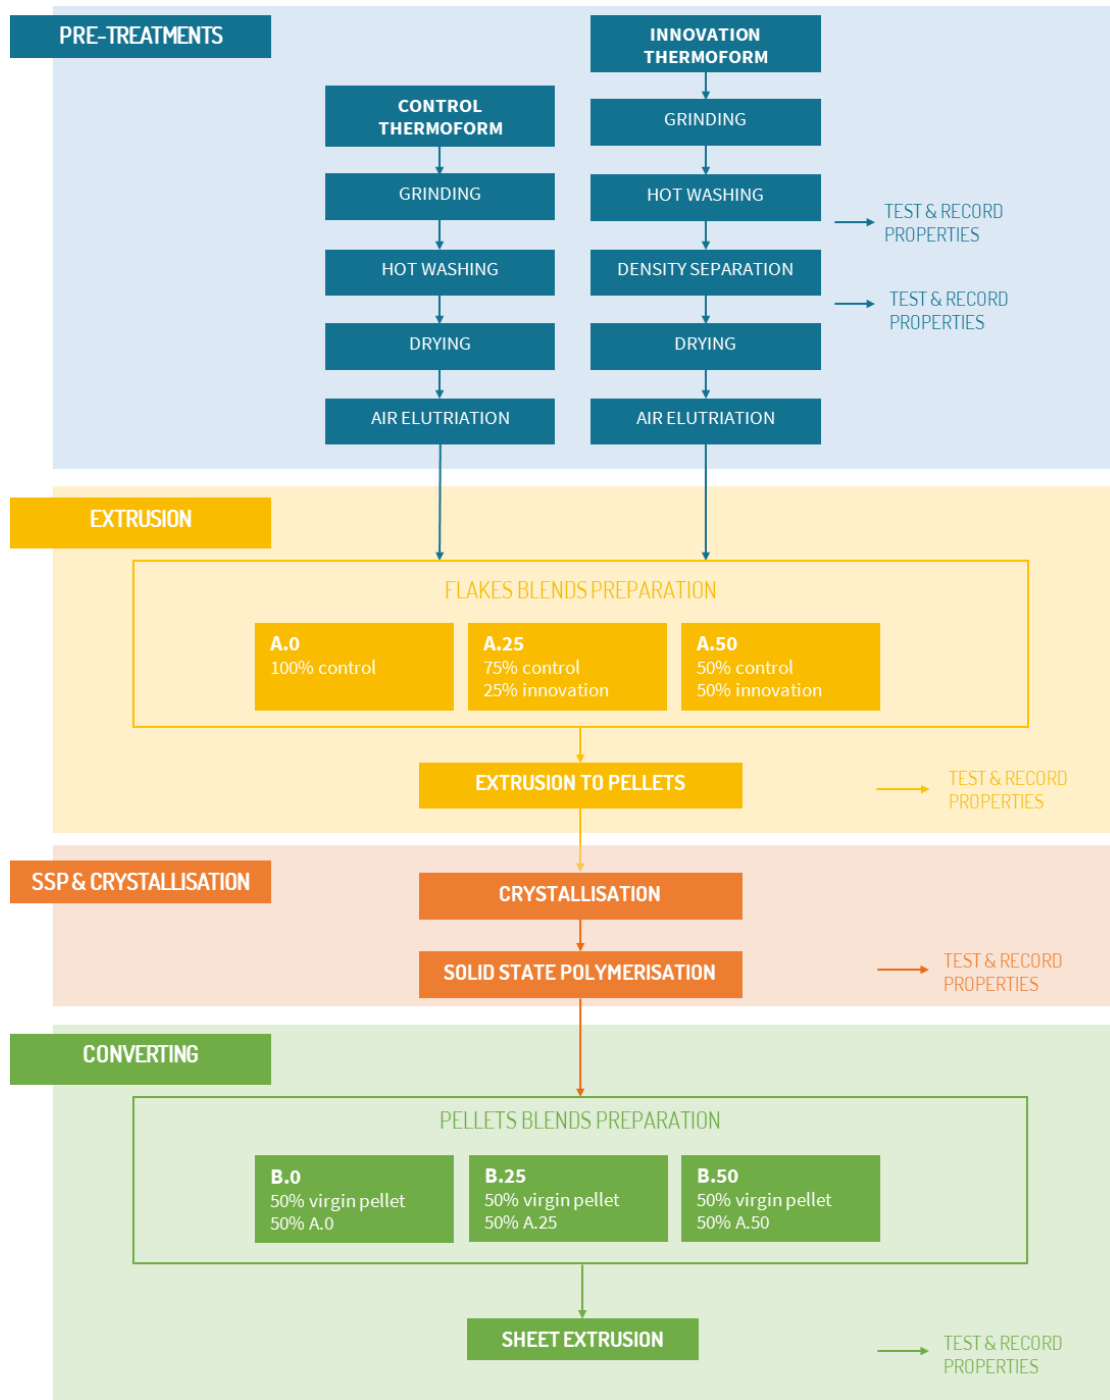 PRE-TREATMENTS
INNOVATION
THERMOFORM
CONTROL
THERMOFORM
GRINDING
GRINDING
HOT WASHING
TEST & RECORD
PROPERTIES
HOT WASHING
DENSITY SEPARATION
TEST & RECORD
PROPERTIES
DRYING
DRYING
AIR ELUTRIATION
AIR ELUTRIATION
EXTRUSION
FLAKES BLENDS PREPARATION
A.0
100% control
A.25
75% control
25% innovation
A.50
50% control
50% innovation
EXTRUSION TO PELLETS
TEST & RECORD
PROPERTIES
SSP & CRYSTALLISATION
CRYSTALLISATION
SOLID STATE POLYMERISATION
TEST & RECORD
PROPERTIES
CONVERTING
PELLETS BLENDS PREPARATION
B.0
50% virgin pellet
50% A.0
B.25
50% virgin pellet
50% A.25
B.50
50% virgin pellet
50% A.50
SHEET EXTRUSION
TEST & RECORD
PROPERTIES